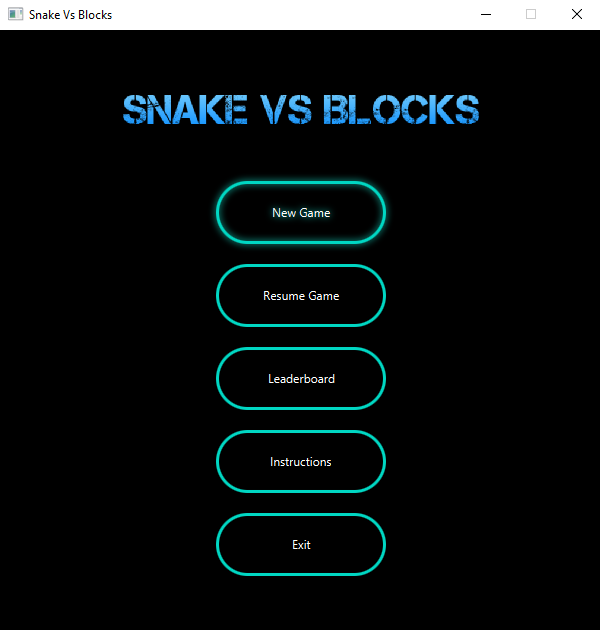 Snake Vs Blocks
SNAKE VS BLOCKS
New Game
Resume Game
Leaderboard
Instructions
Exit